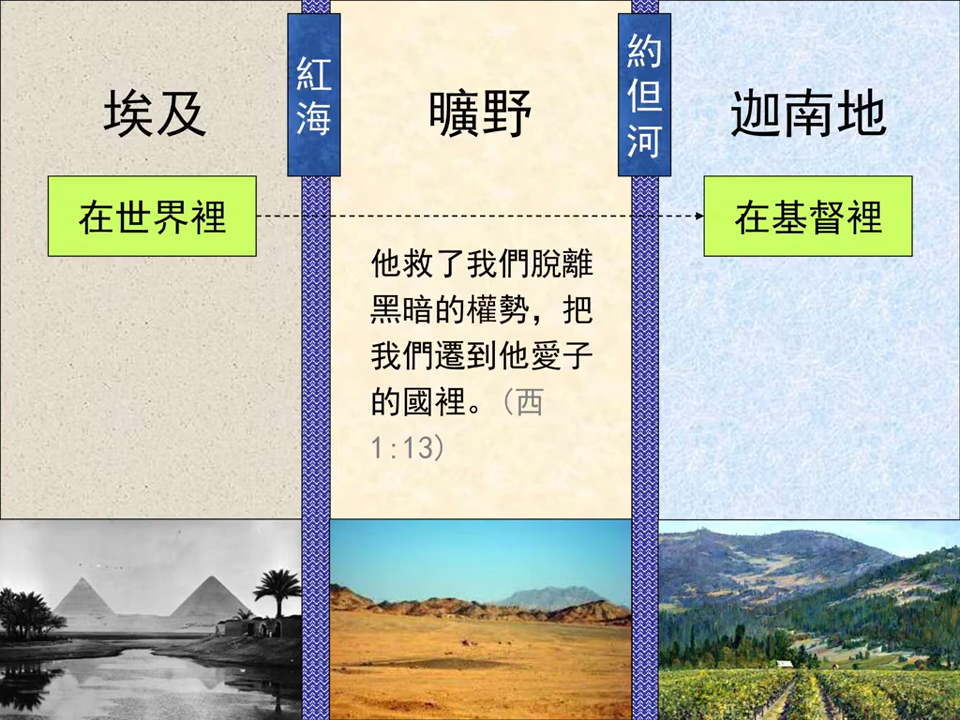 埃及
紅海
曠野
約但河
迦南地
在世界裡
在基督裡
他救了我們脫離
黑暗的權勢，把
我們遷到他愛子
的國裡。(西
1:13)